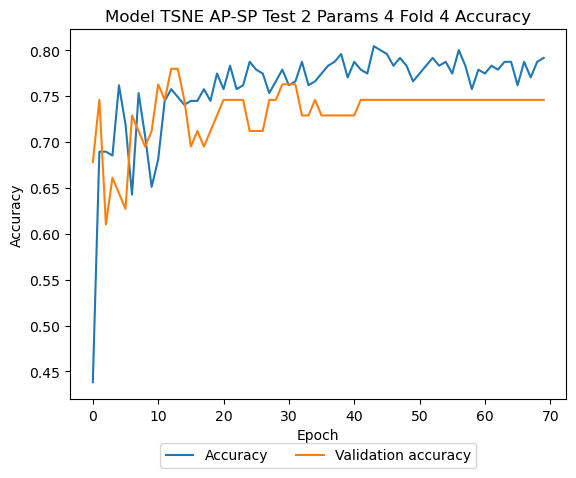 Model TSNE AP-SP Test 2 Params 4 Fold 4 Accuracy
0.80
0.75
0.70
0.65
0.60
0.55
0.50
0.45
Accuracy
0 10 20 30 40 50 60 70
Epoch
Accuracy Validation accuracy